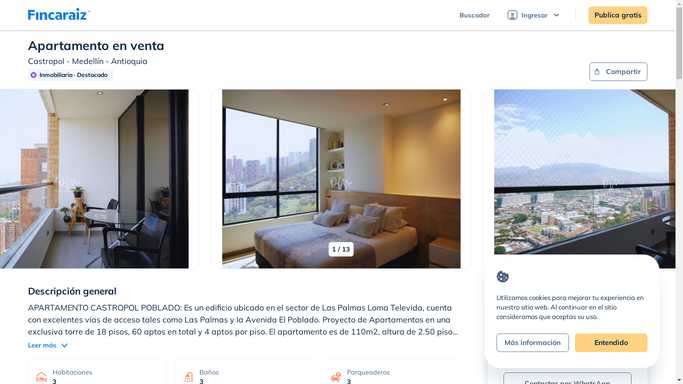 Fincaraiz
Buscador
Ingresar
Publica gratis
Apartamento en venta
Castropol - Medellín - Antioquia
Inmobiliaria · Destacado
Compartir
1 / 13
Descripción general
APARTAMENTO CASTROPOL POBLADO: Es un edificio ubicado en el sector de Las Palmas Loma Televida, cuenta
con excelentes vías de acceso tales como Las Palmas y la Avenida El Poblado. Proyecto de Apartamentos en una
exclusiva torre de 18 pisos, 60 aptos en total y 4 aptos por piso. El apartamento es de 110m2, altura de 2.50 piso...
Leer más
Habitaciones
3
Baños
3
Parqueaderos
3
Utilizamos cookies para mejorar tu experiencia en
nuestro sitio web. Al continuar en el sitio
consideramos que aceptas su uso.
Más información
Entendido
Contactar por WhatsApp